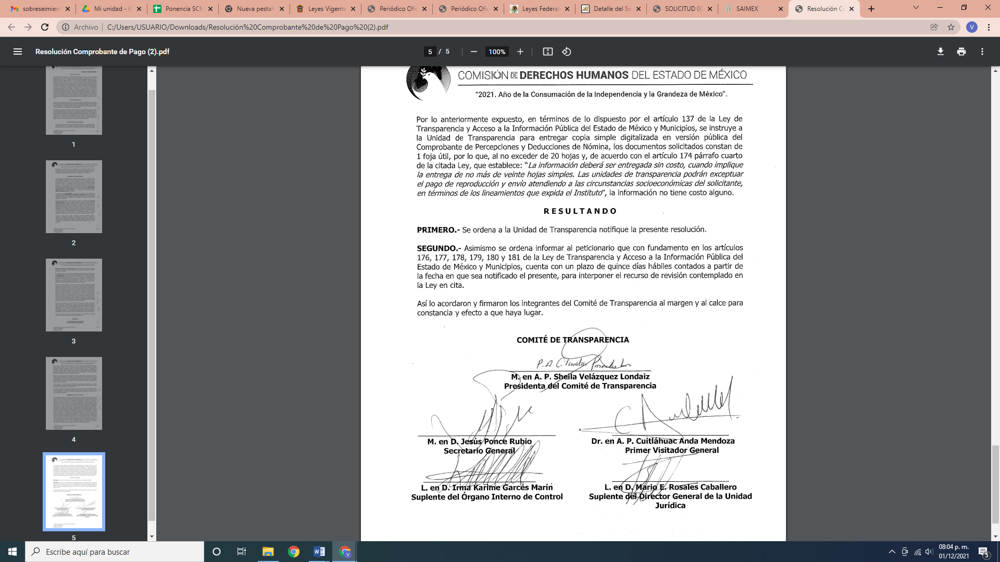 sobreseimient
Mi unidad - G
Ponencia SCM
Nueva pestañ
Leyes Vigente
Periódico Ofic
Periódico Ofic
Leyes Federal
Detalle del Se
SOLICITUD 00
SAIMEX
Resolución Co
Archivo | C:/Users/USUARIO/Downloads/Resolución%20Comprobante%20de%20Pago%20(2).pdf
V
Resolución Comprobante de Pago (2).pdf
5 / 5
100%
1
2
3
4
5
COMISIÓN DE DERECHOS HUMANOS DEL ESTADO DE MÉXICO
“2021. Año de la Consumación de la Independencia y la Grandeza de México”.
Por lo anteriormente expuesto, en términos de lo dispuesto por el artículo 137 de la Ley de
Transparencia y Acceso a la Información Pública del Estado de México y Municipios, se instruye a
la Unidad de Transparencia para entregar copia simple digitalizada en versión pública del
Comprobante de Percepciones y Deducciones de Nómina, los documentos solicitados constan de
1 foja útil, por lo que, al no exceder de 20 hojas y, de acuerdo con el artículo 174 párrafo cuarto
de la citada Ley, que establece: “La información deberá ser entregada sin costo, cuando implique
la entrega de no más de veinte hojas simples. Las unidades de transparencia podrán exceptuar
el pago de reproducción y envío atendiendo a las circunstancias socioeconómicas del solicitante,
en términos de los lineamientos que expida el Instituto”, la información no tiene costo alguno.
R E S U L T A N D O
PRIMERO.- Se ordena a la Unidad de Transparencia notifique la presente resolución.
SEGUNDO.- Asimismo se ordena informar al peticionario que con fundamento en los artículos
176, 177, 178, 179, 180 y 181 de la Ley de Transparencia y Acceso a la Información Pública del
Estado de México y Municipios, cuenta con un plazo de quince días hábiles contados a partir de
la fecha en que sea notificado el presente, para interponer el recurso de revisión contemplado en
la Ley en cita.
Así lo acordaron y firmaron los integrantes del Comité de Transparencia al margen y al calce para
constancia y efecto a que haya lugar.
COMITÉ DE TRANSPARENCIA
P.A.
M. en A. P. Sheila Velázquez Londaiz
Presidenta del Comité de Transparencia
M. en D. Jesús Ponce Rubio
Secretario General
Dr. en A. P. Cuitláhuac Anda Mendoza
Primer Visitador General
L. en D. Irma Karime Garcés Marín
Suplente del Órgano Interno de Control
L. en D. Mario E. Rosales Caballero
Suplente del Director General de la Unidad
Jurídica
Escribe aquí para buscar
08:04 p. m.
01/12/2021
5